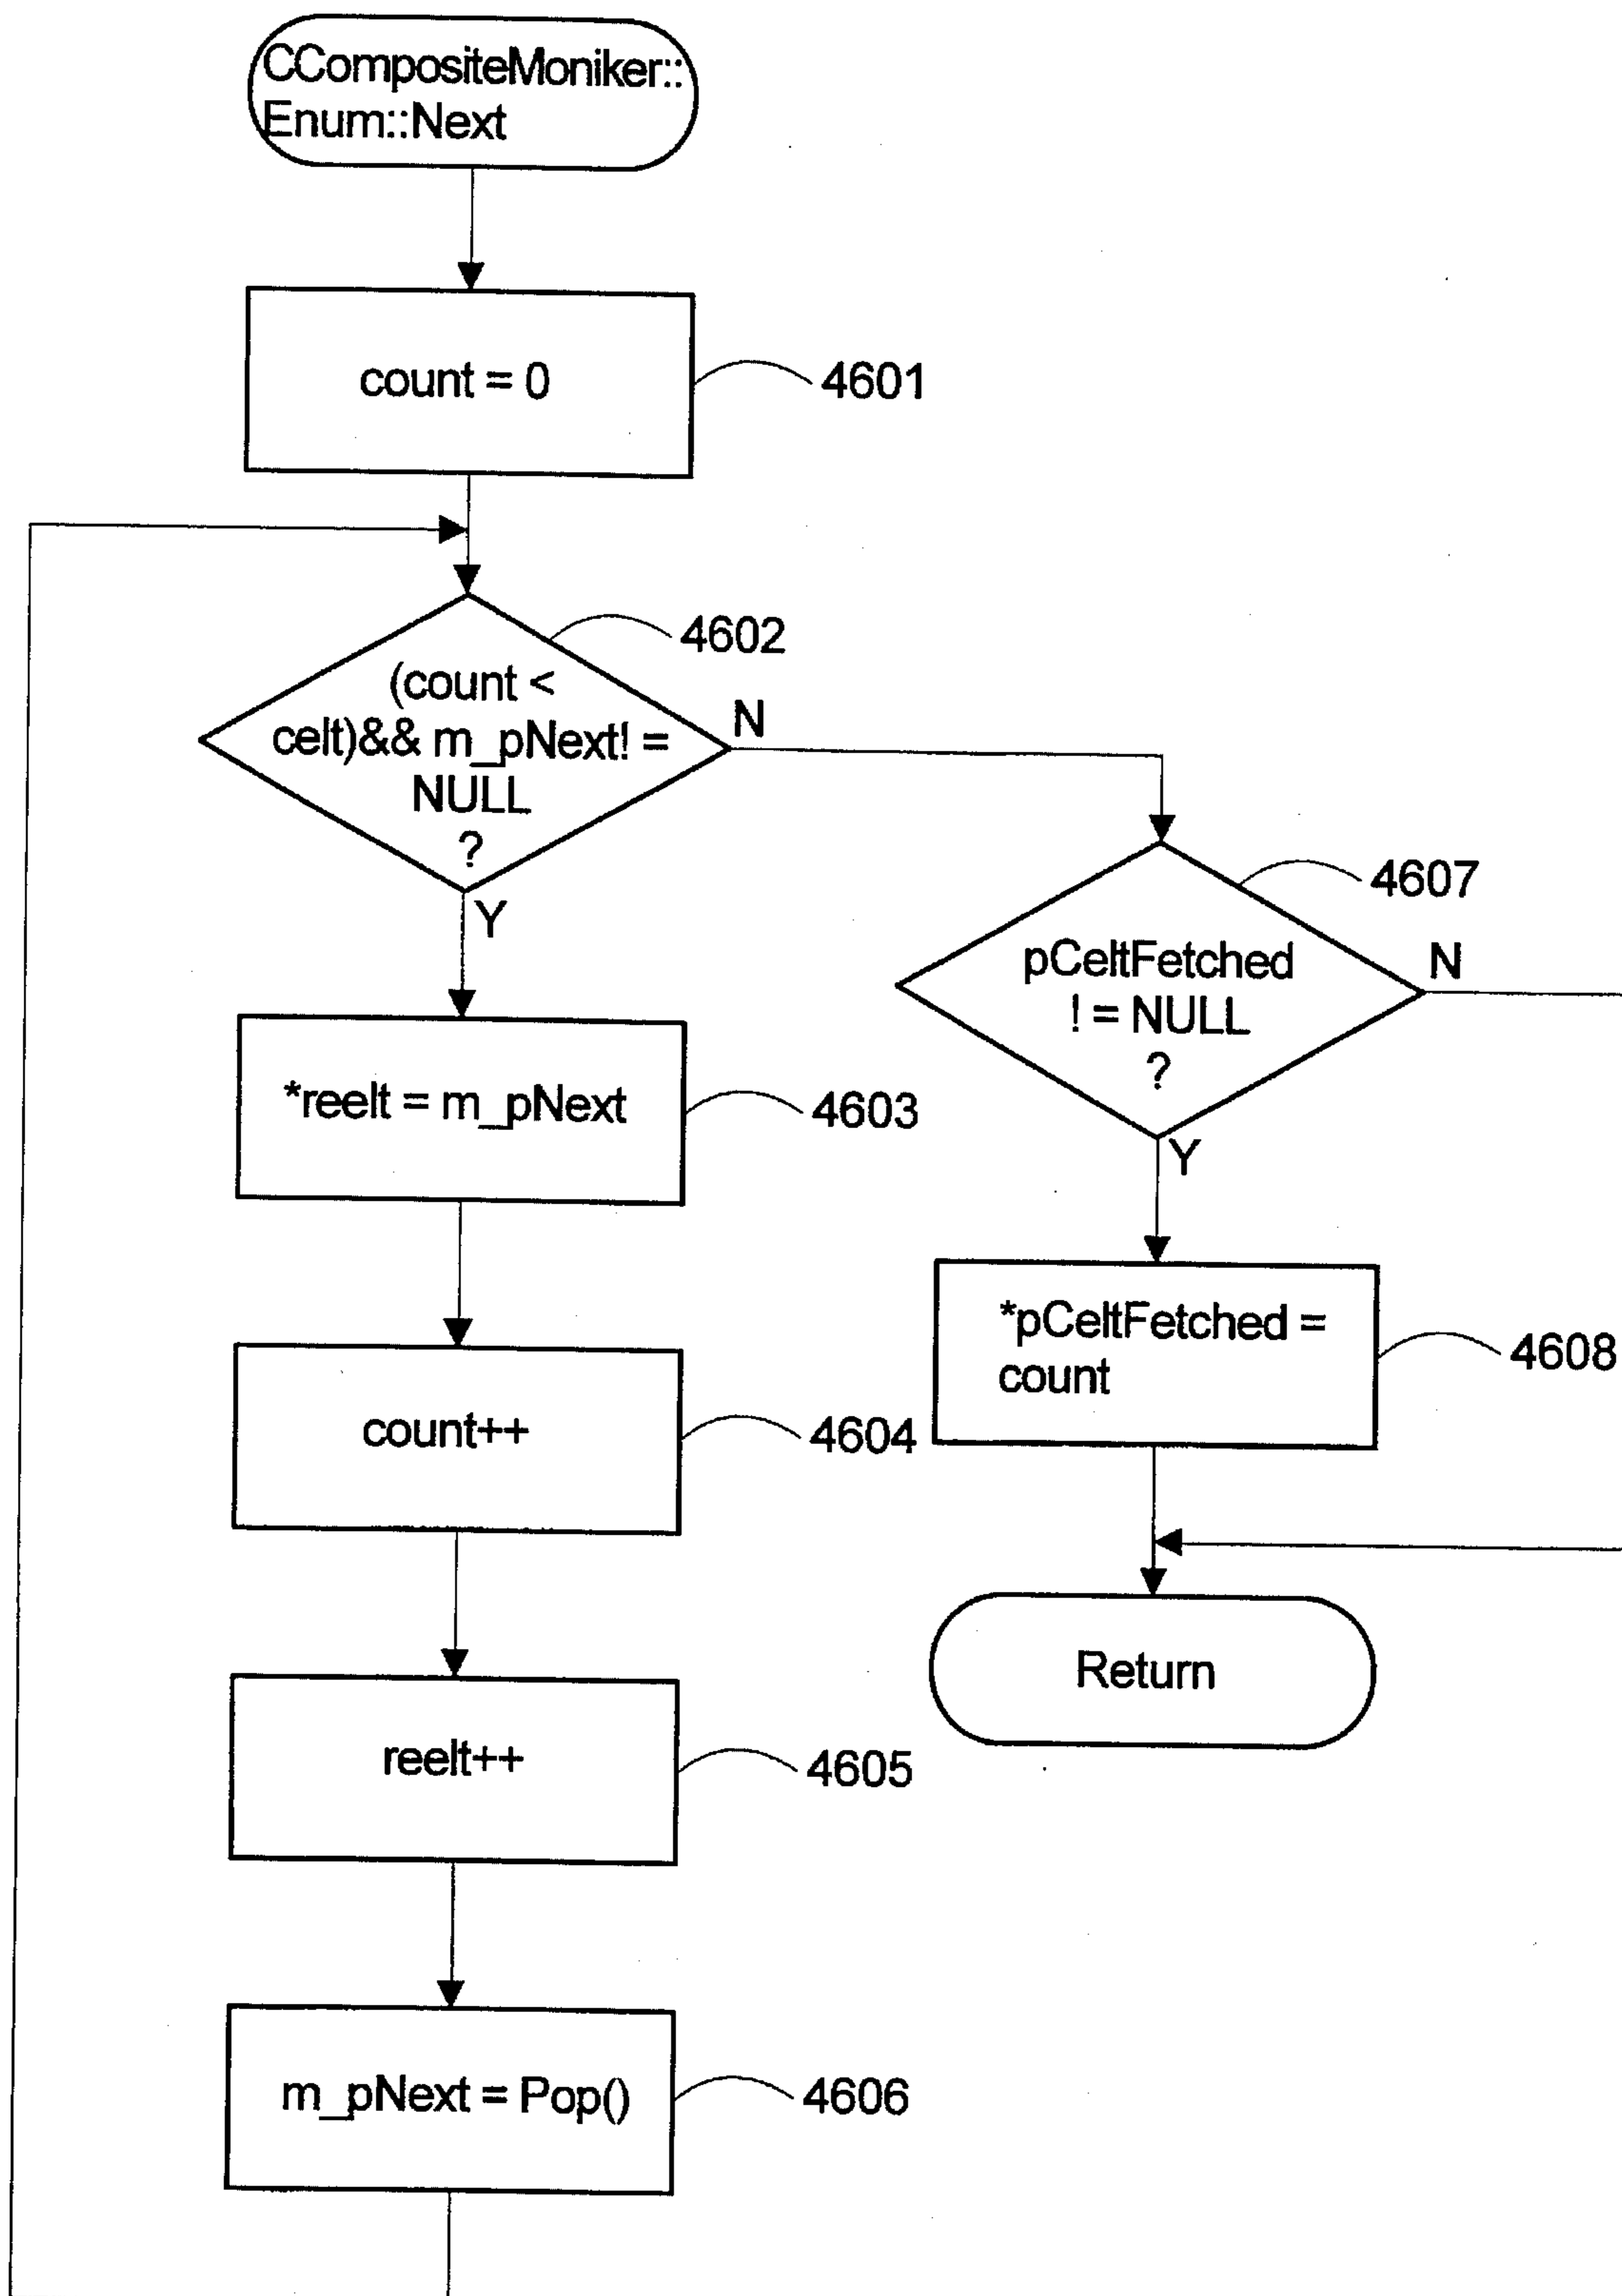 CCompositeMoniker::
Enum::Next
count = 0
4601
4602
(count <
celt)&& m_pNext! =
NULL
?
N
Y
4607
pCeltFetched
! = NULL
?
N
Y
*reelt = m_pNext
4603
*pCeltFetched =
count
4608
count++
4604
Return
reelt++
4605
m_pNext = Pop()
4606